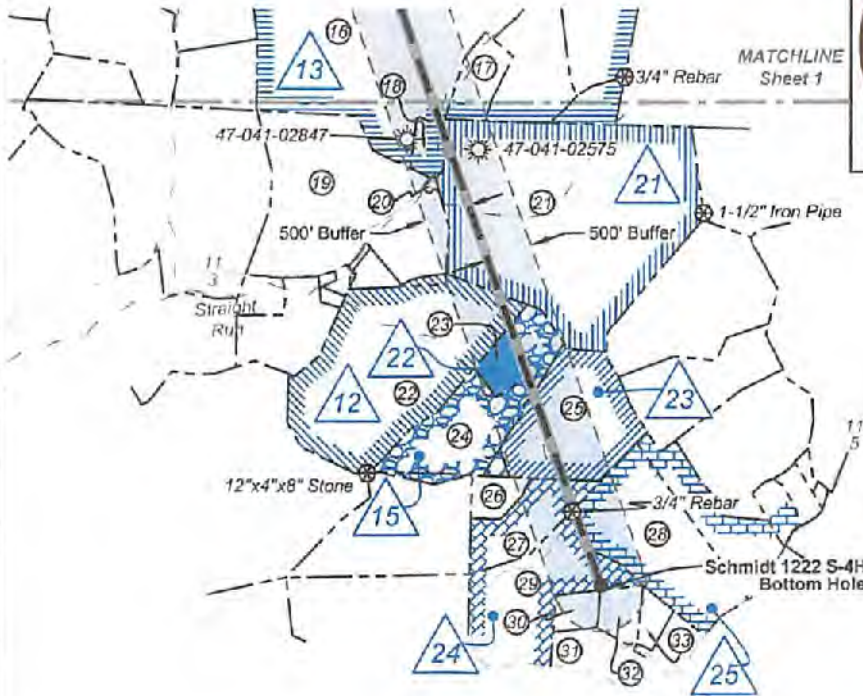 16
13
17
3/4" Rebar
MATCHLINE
Sheet 1
18
47-041-02847
47-041-02575
19
20
21
21
1-1/2" Iron Pipe
500' Buffer
500' Buffer
11
3
Straight
Run
23
22
12
22
25
23
24
11
5
12"x4"x8" Stone
15
26
3/4" Rebar
27
28
Schmidt 1222 S-4H
Bottom Hole
29
30
24
31
32
33
25